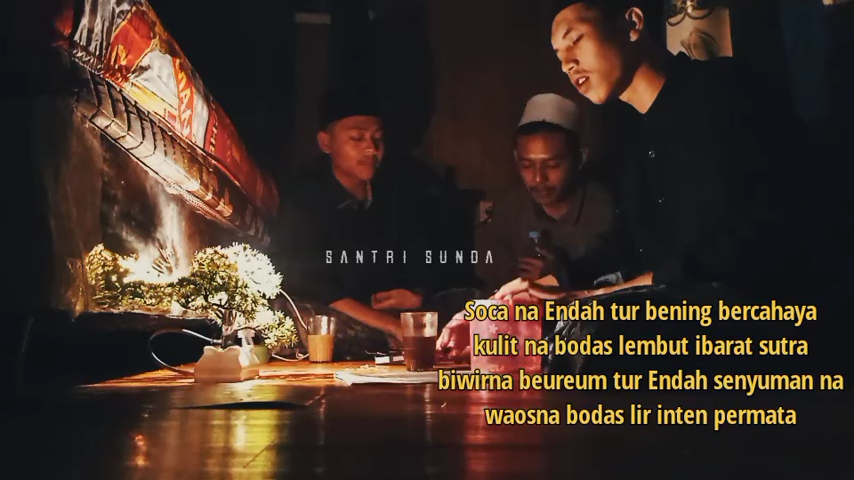 SANTRI SUNDA
Soca na Endah tur bening bercahaya
kulit na bodas lembut ibarat sutra
biwirna beureum tur Endah senyuman na
waosna bodas lir inten permata